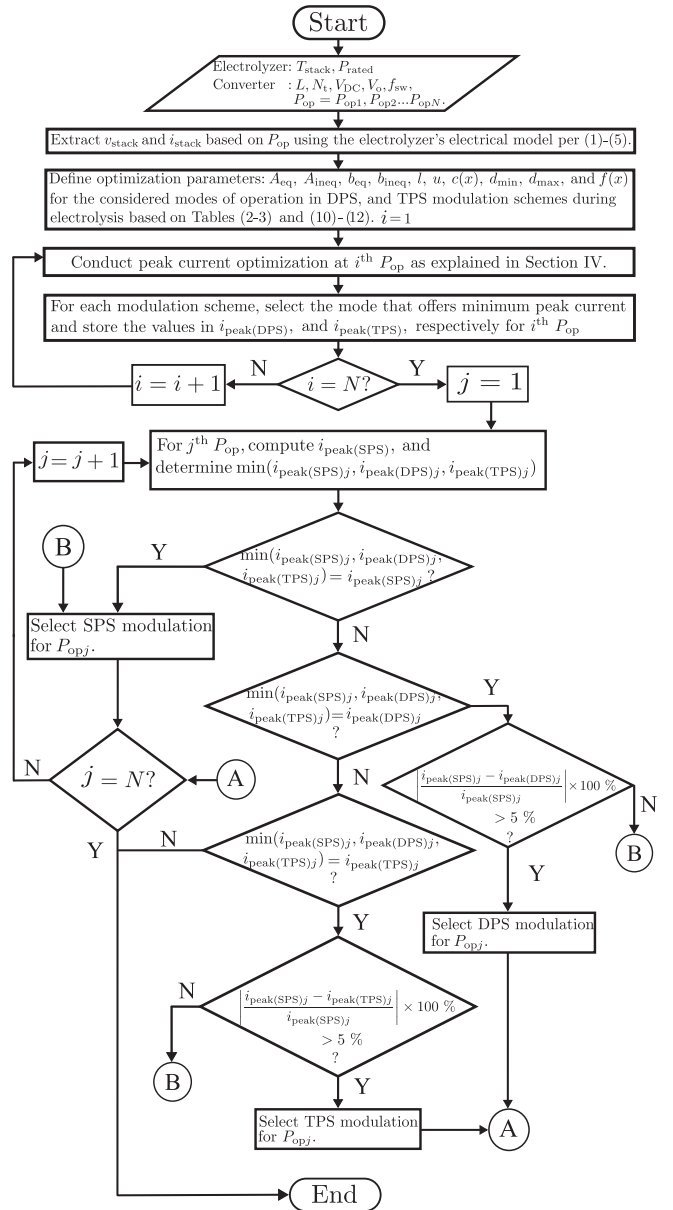 Start
Electrolyzer: T_stack, P_rated
Converter : L, N_t, V_DC, V_o, f_sw,
P_op = P_op1, P_op2...P_opN.
Extract v_stack and i_stack based on P_op using the electrolyzer's electrical model per (1)-(5).
Define optimization parameters: A_eq, A_ineq, b_eq, b_ineq, l, u, c(x), d_min, d_max, and f(x)
for the considered modes of operation in DPS, and TPS modulation schemes during
electrolysis based on Tables (2-3) and (10)-(12). i=1
Conduct peak current optimization at i^th P_op as explained in Section IV.
For each modulation scheme, select the mode that offers minimum peak current
and store the values in i_peak(DPS), and i_peak(TPS), respectively for i^th P_op
i = i + 1
N
i = N?
Y
j = 1
j = j + 1
For j^th P_op, compute i_peak(SPS), and
determine min(i_peak(SPS)j, i_peak(DPS)j, i_peak(TPS)j)
B
Y
min(i_peak(SPS)j, i_peak(DPS)j,
i_peak(TPS)j) = i_peak(SPS)j ?
N
Select SPS modulation
for P_opj.
min(i_peak(SPS)j, i_peak(DPS)j,
i_peak(TPS)j) = i_peak(DPS)j
?
Y
N
N
j = N?
A
Y
|(i_peak(SPS)j − i_peak(DPS)j) / i_peak(SPS)j| × 100 %
> 5 %
?
N
B
Y
N
min(i_peak(SPS)j, i_peak(DPS)j,
i_peak(TPS)j) = i_peak(TPS)j
?
Y
Select DPS modulation
for P_opj.
N
|(i_peak(SPS)j − i_peak(TPS)j) / i_peak(SPS)j| × 100 %
> 5 %
?
B
Y
Select TPS modulation
for P_opj.
A
End